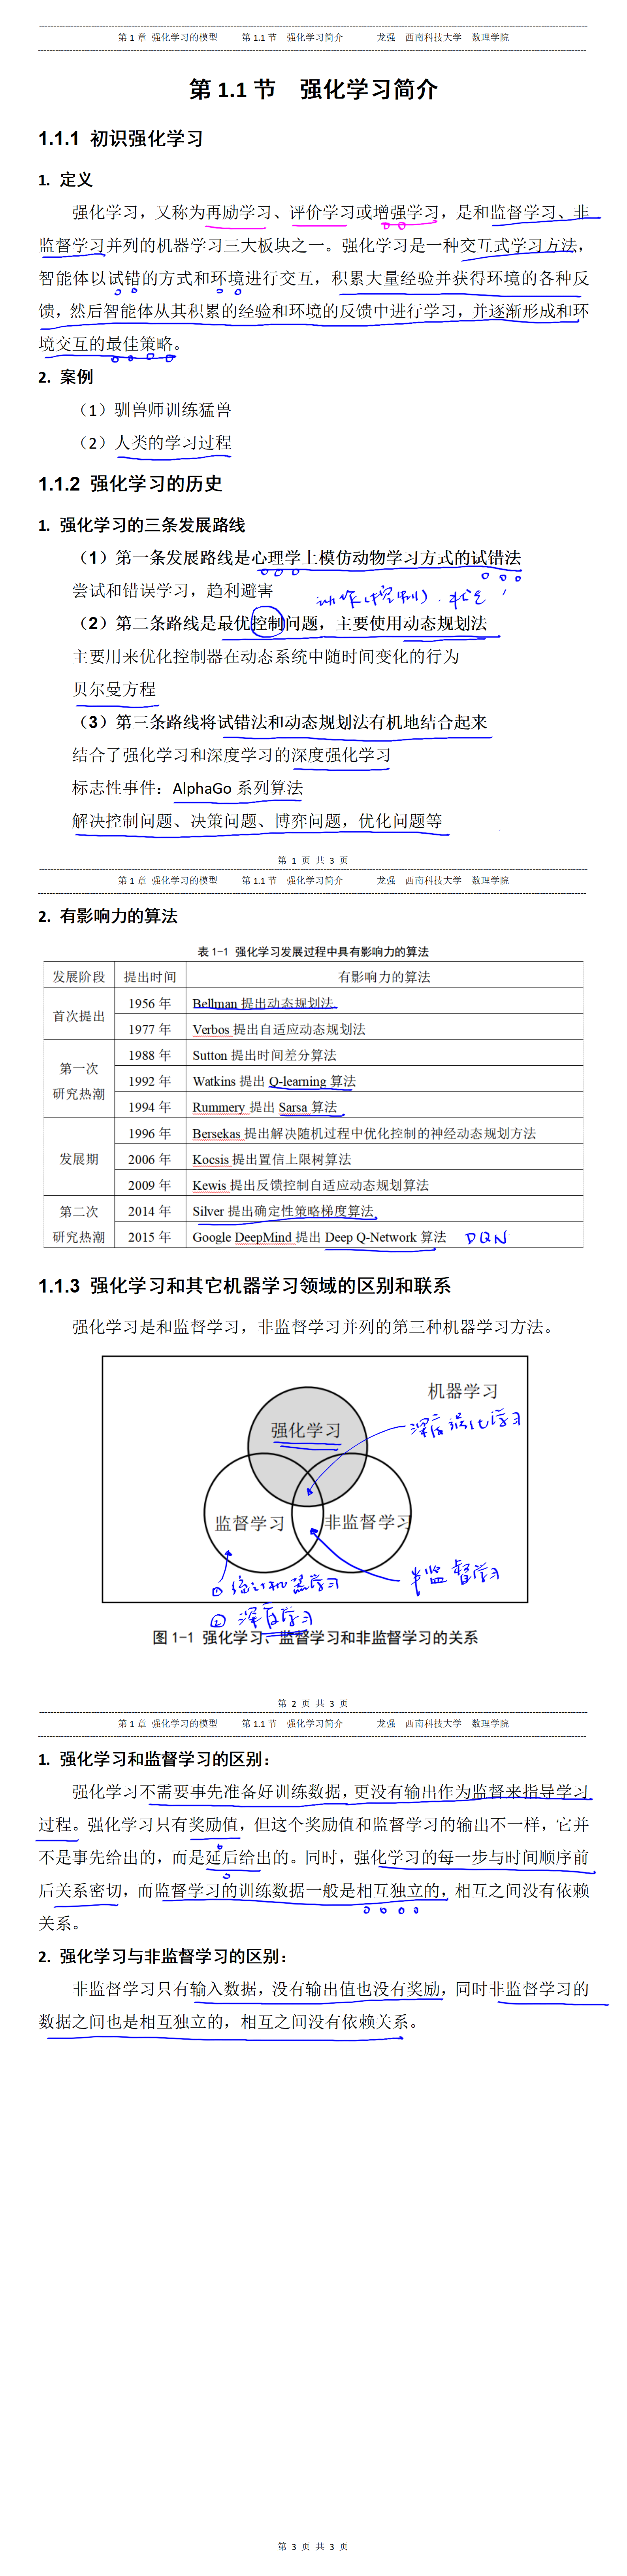 第 1 章 强化学习的模型 第 1.1 节 强化学习简介 龙强 西南科技大学 数理学院
第 1.1 节 强化学习简介
1.1.1 初识强化学习
1. 定义
强化学习，又称为再励学习、评价学习或增强学习，是和监督学习、非
监督学习并列的机器学习三大板块之一。强化学习是一种交互式学习方法，
智能体以试错的方式和环境进行交互，积累大量经验并获得环境的各种反
馈，然后智能体从其积累的经验和环境的反馈中进行学习，并逐渐形成和环
境交互的最佳策略。
2. 案例
（1）驯兽师训练猛兽
（2）人类的学习过程
1.1.2 强化学习的历史
1. 强化学习的三条发展路线
（1）第一条发展路线是心理学上模仿动物学习方式的试错法
尝试和错误学习，趋利避害
动作(控制)．状态
（2）第二条路线是最优控制问题，主要使用动态规划法
主要用来优化控制器在动态系统中随时间变化的行为
贝尔曼方程
（3）第三条路线将试错法和动态规划法有机地结合起来
结合了强化学习和深度学习的深度强化学习
标志性事件：AlphaGo 系列算法
解决控制问题、决策问题、博弈问题，优化问题等
第 1 页 共 3 页
第 1 章 强化学习的模型 第 1.1 节 强化学习简介 龙强 西南科技大学 数理学院
2. 有影响力的算法
表 1-1 强化学习发展过程中具有影响力的算法
发展阶段 提出时间 有影响力的算法
首次提出 1956 年 Bellman 提出动态规划法
1977 年 Verbos 提出自适应动态规划法
第一次研究热潮 1988 年 Sutton 提出时间差分算法
1992 年 Watkins 提出 Q-learning 算法
1994 年 Rummery 提出 Sarsa 算法
发展期 1996 年 Bersekas 提出解决随机过程中优化控制的神经动态规划方法
2006 年 Kocsis 提出置信上限树算法
2009 年 Kewis 提出反馈控制自适应动态规划算法
第二次研究热潮 2014 年 Silver 提出确定性策略梯度算法
2015 年 Google DeepMind 提出 Deep Q-Network 算法 DQN
1.1.3 强化学习和其它机器学习领域的区别和联系
强化学习是和监督学习，非监督学习并列的第三种机器学习方法。
机器学习
强化学习
深度强化学习
监督学习 非监督学习
半监督学习
① 统计机器学习
② 深度学习
图 1-1 强化学习、监督学习和非监督学习的关系
第 2 页 共 3 页
第 1 章 强化学习的模型 第 1.1 节 强化学习简介 龙强 西南科技大学 数理学院
1. 强化学习和监督学习的区别：
强化学习不需要事先准备好训练数据，更没有输出作为监督来指导学习
过程。强化学习只有奖励值，但这个奖励值和监督学习的输出不一样，它并
不是事先给出的，而是延后给出的。同时，强化学习的每一步与时间顺序前
后关系密切，而监督学习的训练数据一般是相互独立的，相互之间没有依赖
关系。
2. 强化学习与非监督学习的区别：
非监督学习只有输入数据，没有输出值也没有奖励，同时非监督学习的
数据之间也是相互独立的，相互之间没有依赖关系。
第 3 页 共 3 页